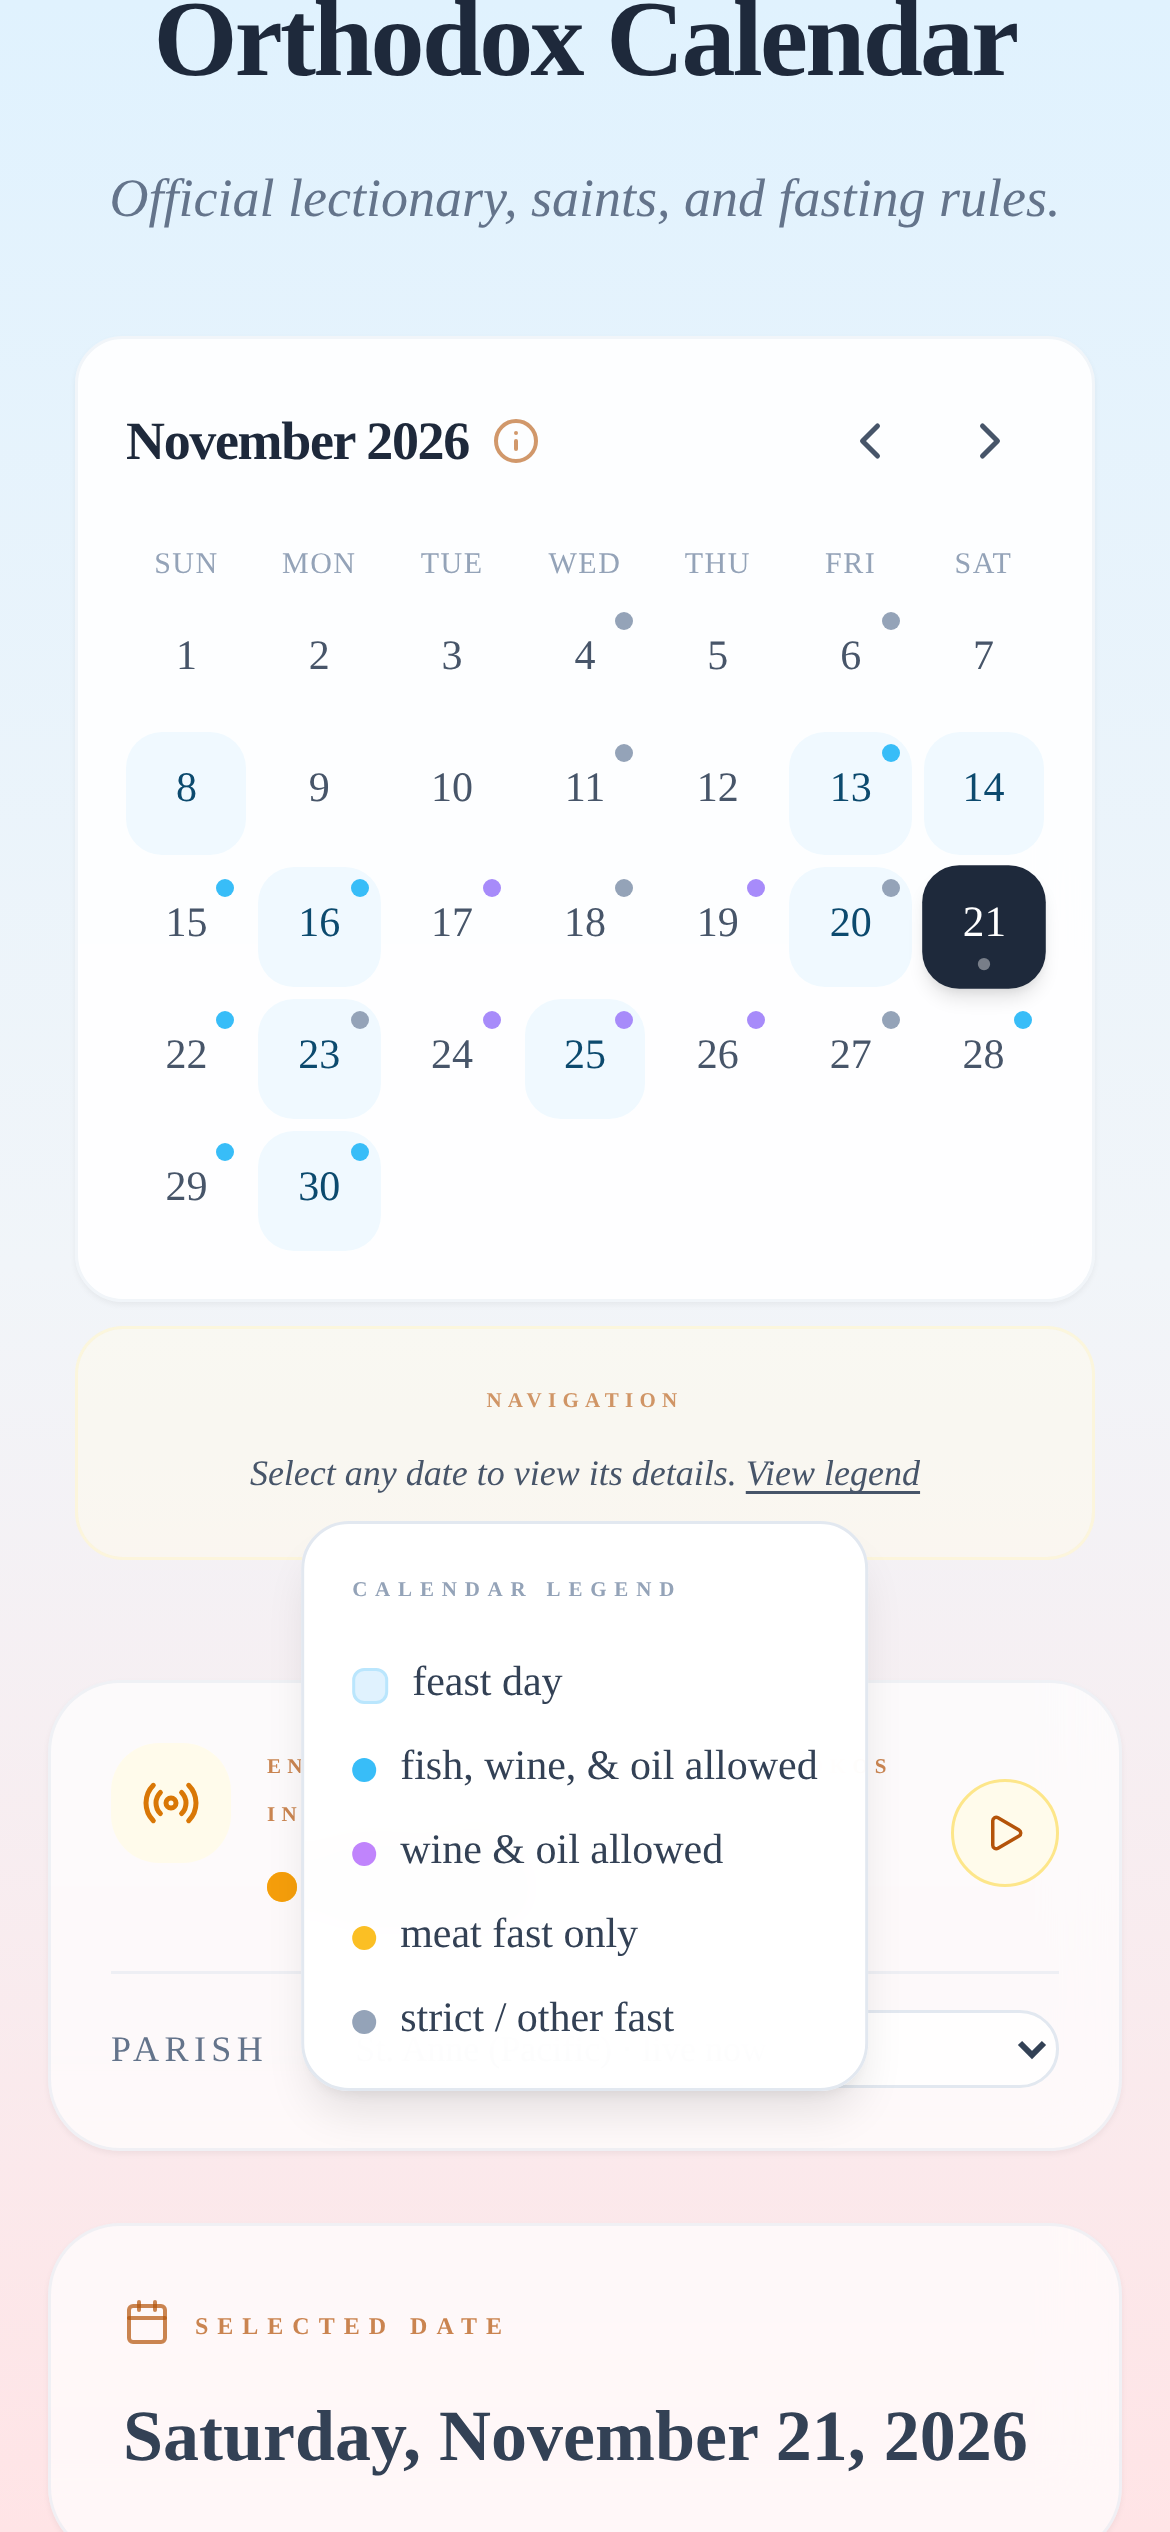 Orthodox Calendar
Official lectionary, saints, and fasting rules.
November 2026
SUN MON TUE WED THU FRI SAT
1 2 3 4 5 6 7
8 9 10 11 12 13 14
15 16 17 18 19 20 21
22 23 24 25 26 27 28
29 30
NAVIGATION
Select any date to view its details. View legend
CALENDAR LEGEND
feast day
fish, wine, & oil allowed
wine & oil allowed
meat fast only
strict / other fast
PARISH
SELECTED DATE
Saturday, November 21, 2026